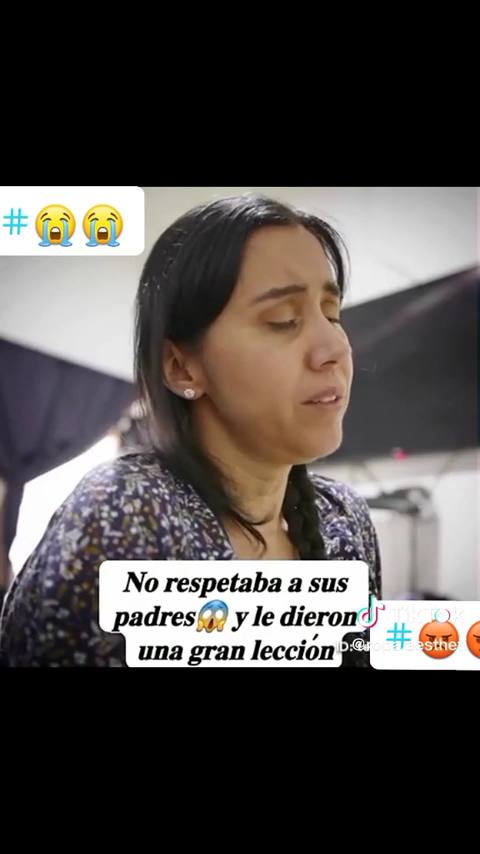 #😭😭
No respetaba a sus
padres😱 y le dieron
una gran lección
TikTok
#😡😡